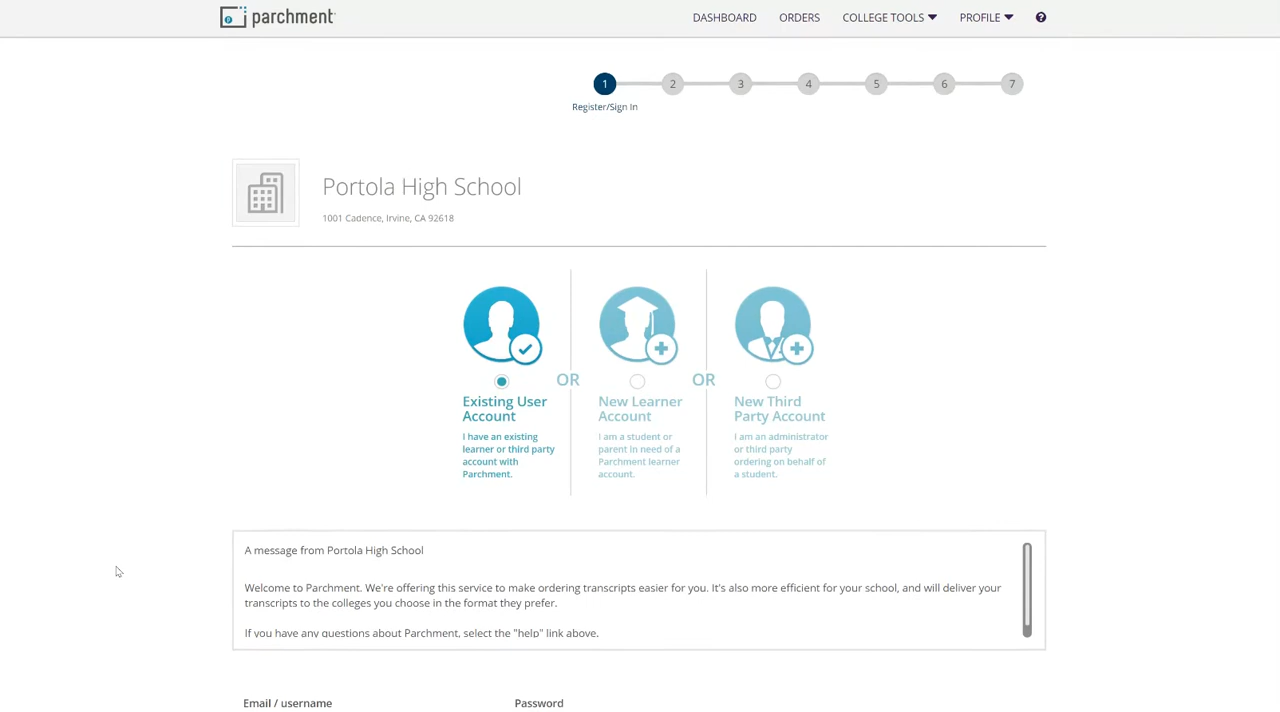 parchment
DASHBOARD ORDERS COLLEGE TOOLS PROFILE ?
1 2 3 4 5 6 7
Register/Sign In
Portola High School
1001 Cadence, Irvine, CA 92618
OR OR
Existing User
Account
I have an existing
learner or third party
account with
Parchment.
New Learner
Account
I am a student or
parent in need of a
Parchment learner
account.
New Third
Party Account
I am an administrator
or third party
ordering on behalf of
a student.
A message from Portola High School
Welcome to Parchment. We're offering this service to make ordering transcripts easier for you. It's also more efficient for your school, and will deliver your
transcripts to the colleges you choose in the format they prefer.
If you have any questions about Parchment, select the "help" link above.
Email / username Password